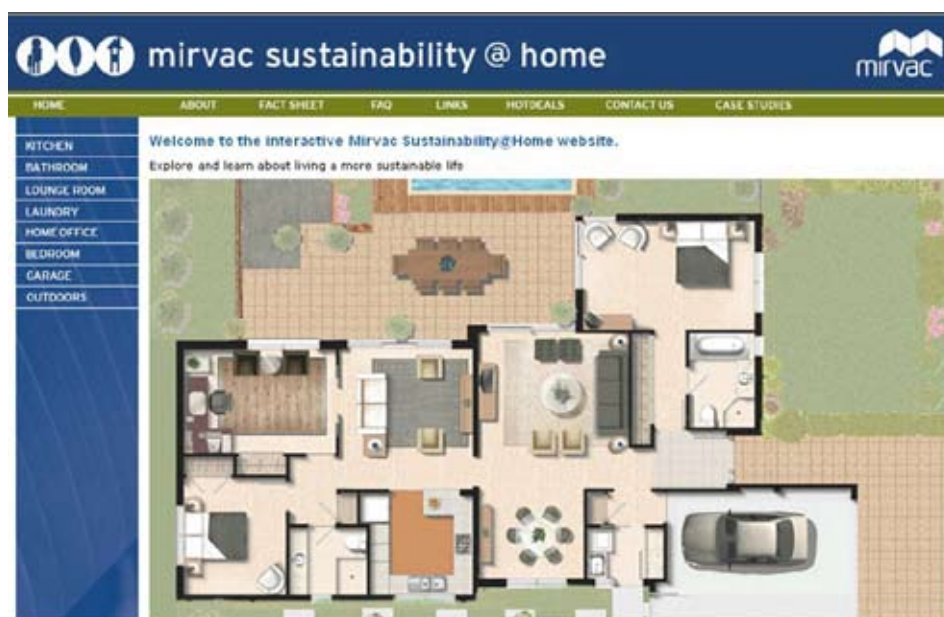 mirvac sustainability @ home
mirvac
HOME ABOUT FACT SHEET FAQ LINKS HOTDEALS CONTACT US CASE STUDIES
KITCHEN
BATHROOM
LOUNGE ROOM
LAUNDRY
HOME OFFICE
BEDROOM
GARAGE
OUTDOORS
Welcome to the interactive Mirvac Sustainability@Home website.
Explore and learn about living a more sustainable life